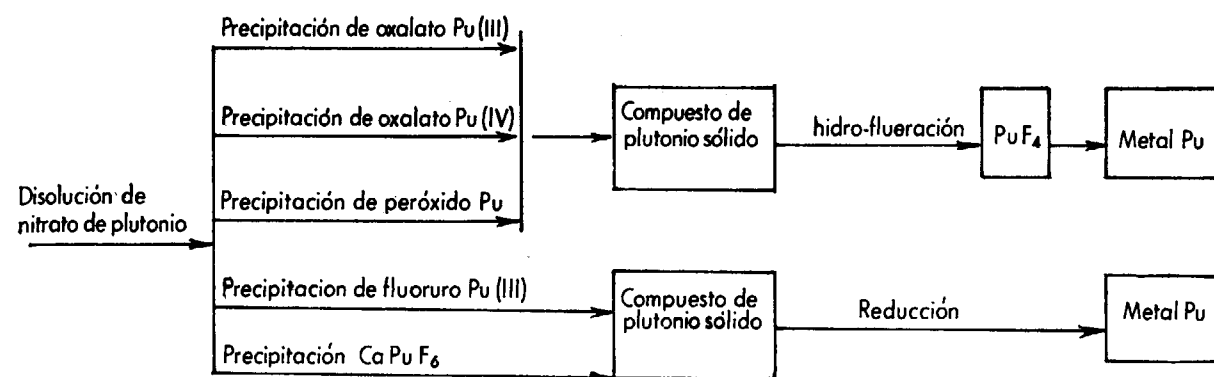 Precipitación de oxalato Pu (III)
Precipitación de oxalato Pu (IV)
Compuesto de
plutonio sólido
hidro-flueración
Pu F₄
Metal Pu
Disolución de
nitrato de plutonio
Precipitación de peróxido Pu
Precipitacion de fluoruro Pu (III)
Compuesto de
plutonio sólido
Reducción
Metal Pu
Precipitación Ca Pu F₆